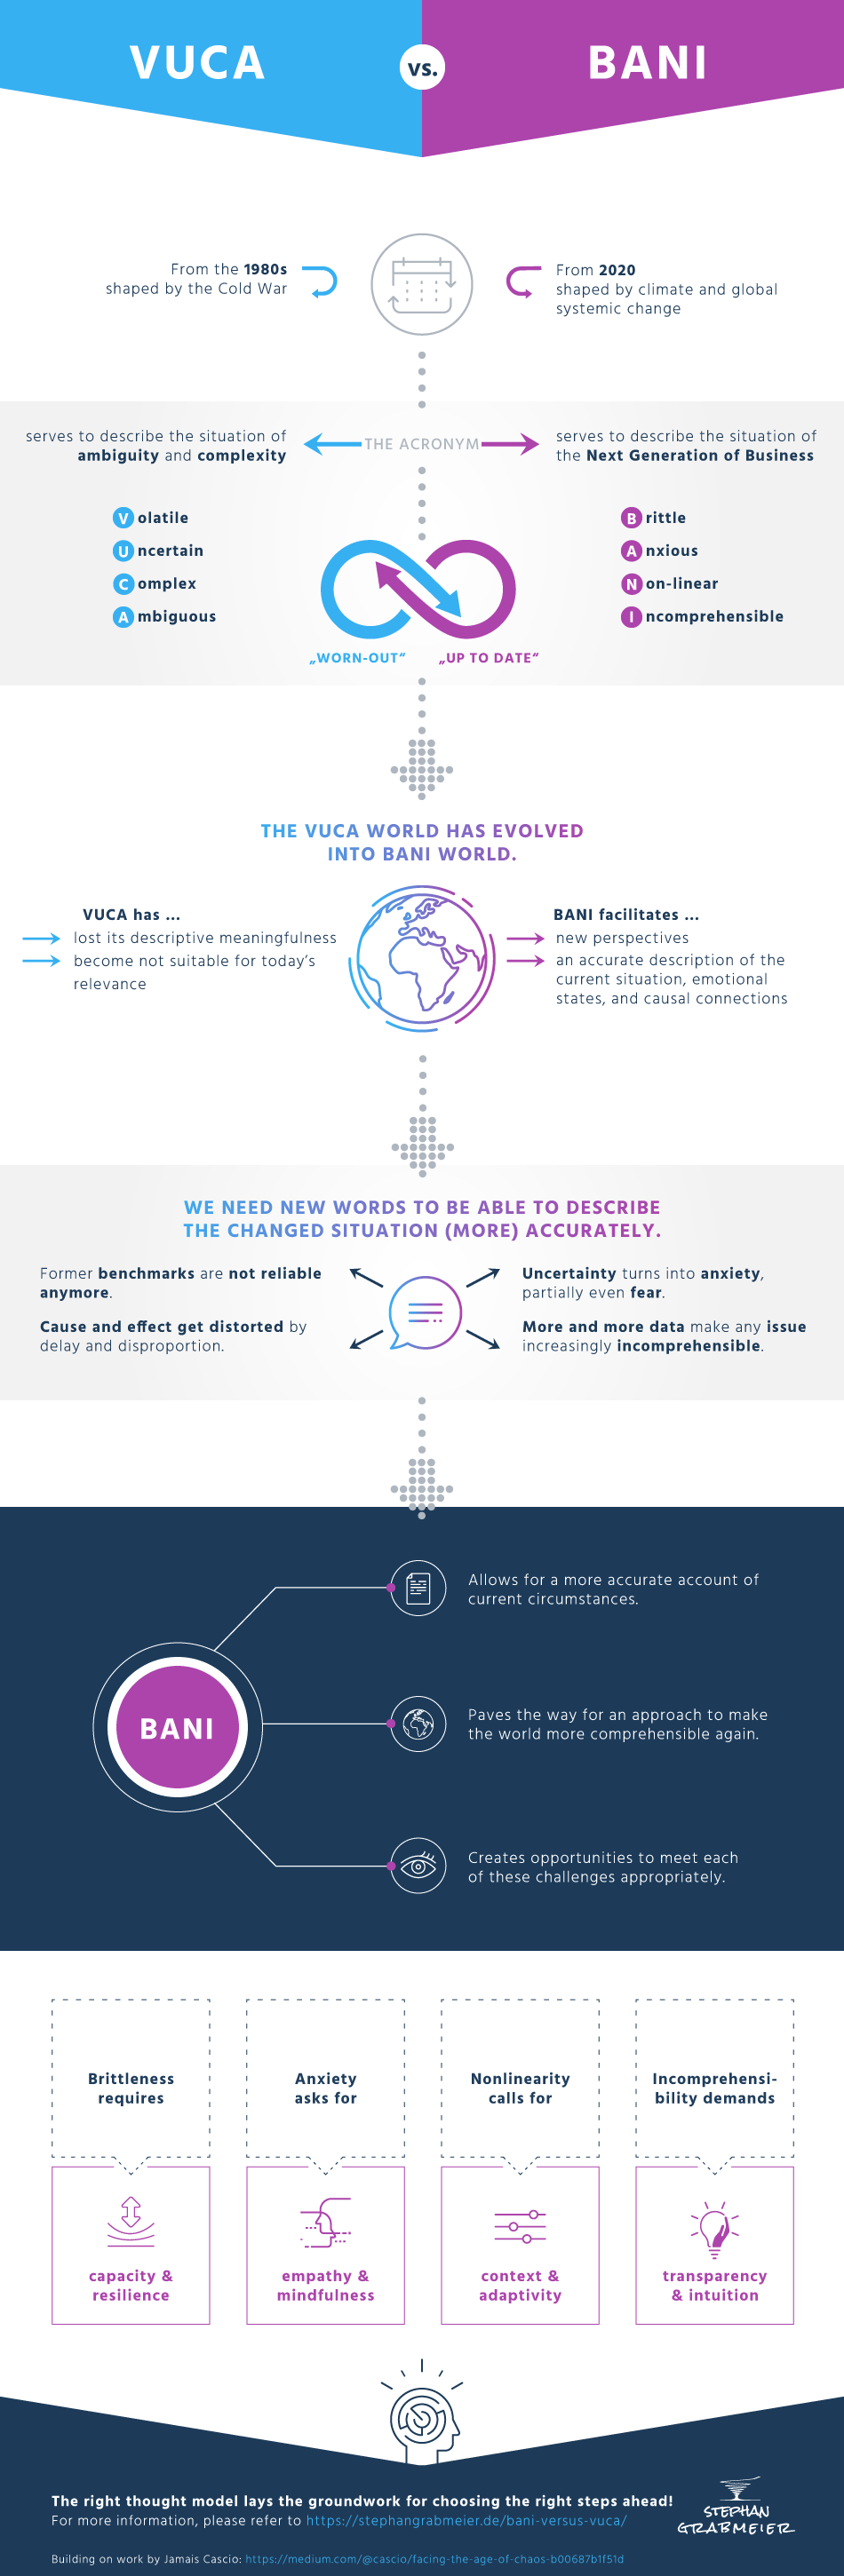 VUCA
vs.
BANI
From the 1980s
shaped by the Cold War
From 2020
shaped by climate and global
systemic change
serves to describe the situation of
ambiguity and complexity
THE ACRONYM
serves to describe the situation of
the Next Generation of Business
Volatile
Uncertain
Complex
Ambiguous
Brittle
Anxious
Non-linear
Incomprehensible
„WORN-OUT“
„UP TO DATE“
THE VUCA WORLD HAS EVOLVED
INTO BANI WORLD.
VUCA has ...
lost its descriptive meaningfulness
become not suitable for today’s
relevance
BANI facilitates ...
new perspectives
an accurate description of the
current situation, emotional
states, and causal connections
WE NEED NEW WORDS TO BE ABLE TO DESCRIBE
THE CHANGED SITUATION (MORE) ACCURATELY.
Former benchmarks are not reliable
anymore.
Cause and effect get distorted by
delay and disproportion.
Uncertainty turns into anxiety,
partially even fear.
More and more data make any issue
increasingly incomprehensible.
BANI
Allows for a more accurate account of
current circumstances.
Paves the way for an approach to make
the world more comprehensible again.
Creates opportunities to meet each
of these challenges appropriately.
Brittleness
requires
Anxiety
asks for
Nonlinearity
calls for
Incomprehensi-
bility demands
capacity &
resilience
empathy &
mindfulness
context &
adaptivity
transparency
& intuition
The right thought model lays the groundwork for choosing the right steps ahead!
For more information, please refer to https://stephangrabmeier.de/bani-versus-vuca/
STEPHAN
GRABMEIER
Building on work by Jamais Cascio: https://medium.com/@cascio/facing-the-age-of-chaos-b00687b1f51d